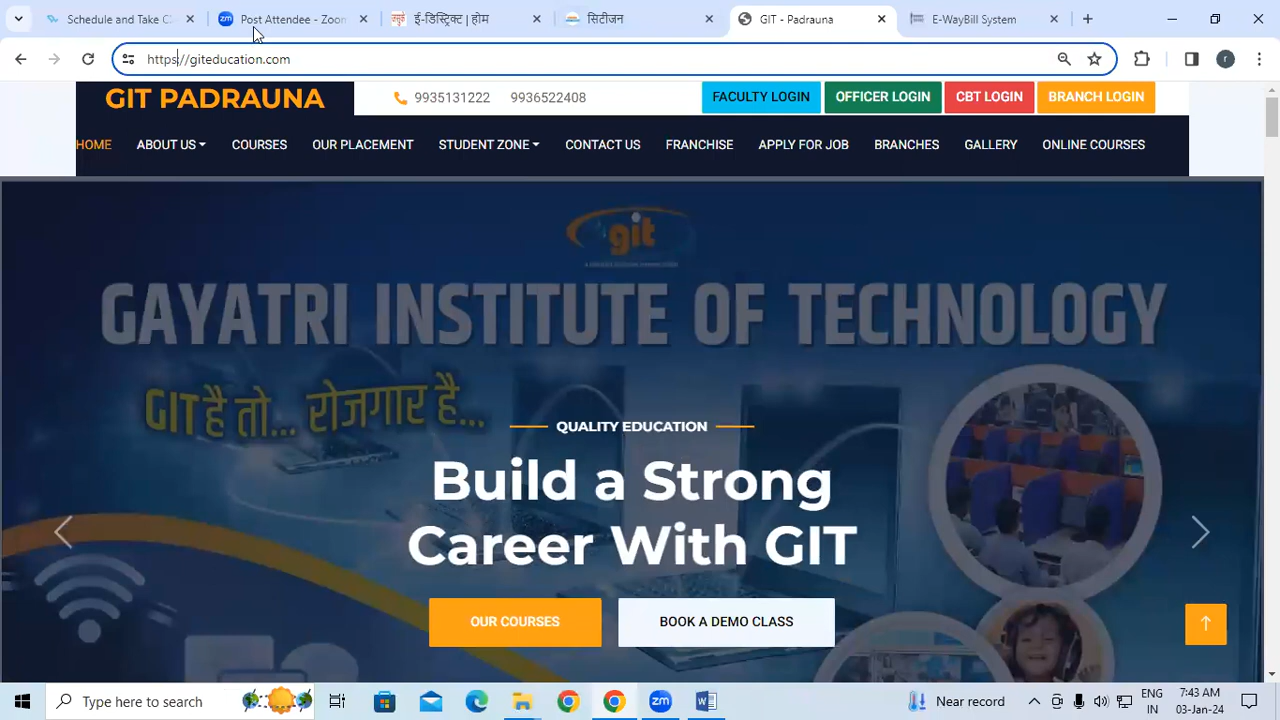 Schedule and Take C
Post Attendee - Zoom
ई-डिस्ट्रिक्ट | होम
सिटीजन
GIT - Padrauna
E-WayBill System
https//giteducation.com
r
GIT PADRAUNA
9935131222 9936522408
FACULTY LOGIN
OFFICER LOGIN
CBT LOGIN
BRANCH LOGIN
HOME ABOUT US COURSES OUR PLACEMENT STUDENT ZONE CONTACT US FRANCHISE APPLY FOR JOB BRANCHES GALLERY ONLINE COURSES
git
GAYATRI INSTITUTE OF TECHNOLOGY
GIT है तो... रोजगार है...
QUALITY EDUCATION
Build a Strong
Career With GIT
OUR COURSES
BOOK A DEMO CLASS
Type here to search
zm
Near record
ENG
IN
7:43 AM
03-Jan-24